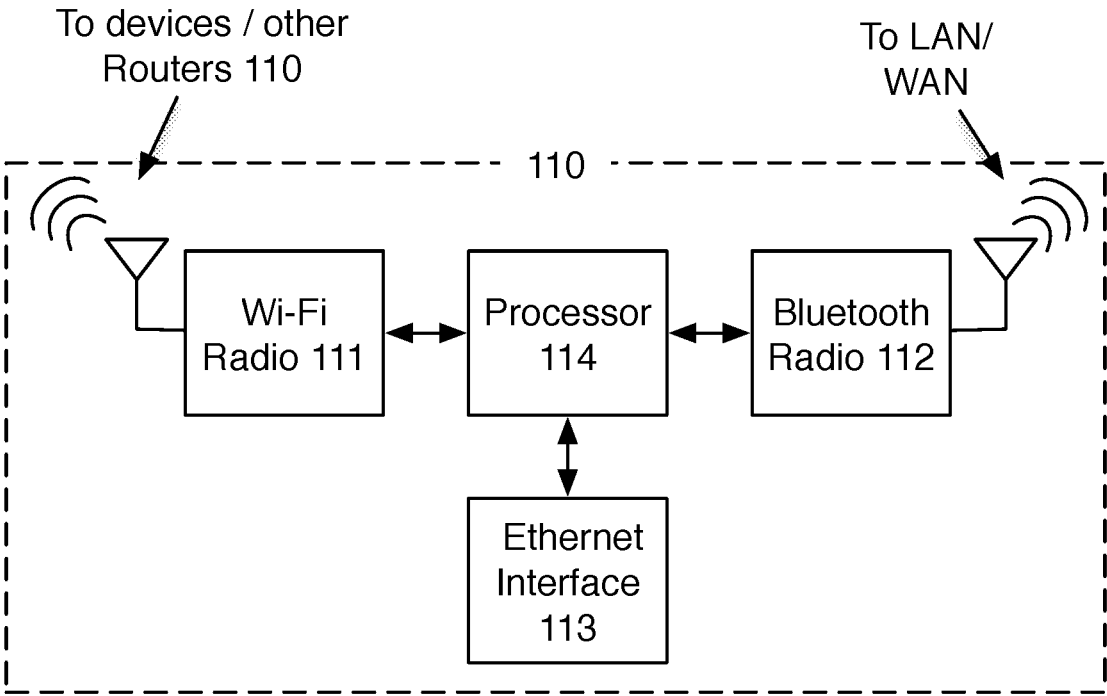 To devices / other
Routers 110
To LAN/
WAN
110
Wi-Fi
Radio 111
Processor
114
Bluetooth
Radio 112
Ethernet
Interface
113